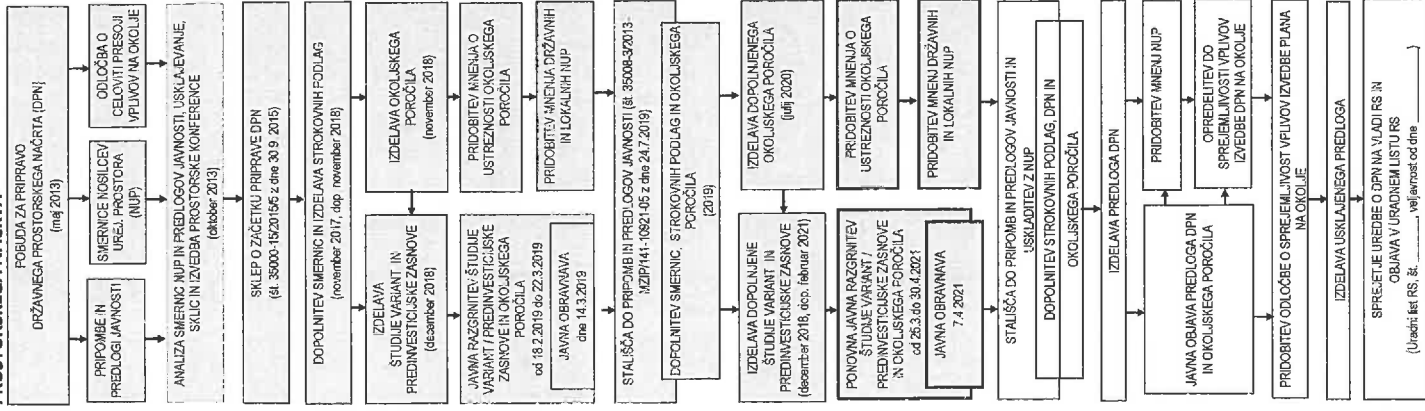 POBUDA ZA PRIPRAVO
DRŽAVNEGA PROSTORSKEGA NAČRTA (DPN)
(maj 2013)
PRIPOMBE IN
PREDLOGI JAVNOSTI
SMERNICE NOSILCEV
UREJ. PROSTORA
(NUP)
ODLOČBA O
CELOVITI PRESOJI
VPLIVOV NA OKOLJE
ANALIZA SMERNIC NUP IN PREDLOGOV JAVNOSTI, USKLAJEVANJE,
SKLIC IN IZVEDBA PROSTORSKE KONFERENCE
(oktober 2013)
SKLEP O ZAČETKU PRIPRAVE DPN
(št. 35000-15/2015/5 z dne 30.9. 2015)
DOPOLNITEV SMERNIC IN IZDELAVA STROKOVNIH PODLAG
(november 2017, dop. november 2018)
IZDELAVA
ŠTUDIJE VARIANT IN
PREDINVESTICIJSKE ZASNOVE
(december 2018)
IZDELAVA OKOLJSKEGA
POROČILA
(november 2018)
JAVNA RAZGRNITEV ŠTUDIJE
VARIANT / PREDINVESTICIJSKE
ZASNOVE IN OKOLJSKEGA
POROČILA
od 18.2.2019 do 22.3.2019
JAVNA OBRAVNAVA
dne 14.3.2019
PRIDOBITEV MNENJA O
USTREZNOSTI OKOLJSKEGA
POROČILA
PRIDOBITEV MNENJA DRŽAVNIH
IN LOKALNIH NUP
STALIŠČA DO PRIPOMB IN PREDLOGOV JAVNOSTI (št. 35008-3/2013-
MZIP/141-10921-05 z dne 24.7.2019)
DOPOLNITEV SMERNIC, STROKOVNIH PODLAG IN OKOLJSKEGA
POROČILA
(2019)
IZDELAVA DOPOLNJENE
ŠTUDIJE VARIANT IN
PREDINVESTICIJSKE ZASNOVE
(december 2018, dop. februar 2021)
IZDELAVA DOPOLNJENEGA
OKOLJSKEGA POROČILA
(julij 2020)
PONOVNA JAVNA RAZGRNITEV
ŠTUDIJE VARIANT /
PREDINVESTICIJSKE ZASNOVE
IN OKOLJSKEGA POROČILA
od 26.3.do 30.4.2021
JAVNA OBRAVNAVA
7.4.2021
PRIDOBITEV MNENJA O
USTREZNOSTI OKOLJSKEGA
POROČILA
PRIDOBITEV MNENJ DRŽAVNIH
IN LOKALNIH NUP
STALIŠČA DO PRIPOMB IN PREDLOGOV JAVNOSTI IN
USKLADITEV Z NUP
DOPOLNITEV STROKOVNIH PODLAG, DPN IN
OKOLJSKEGA POROČILA
IZDELAVA PREDLOGA DPN
JAVNA OBJAVA PREDLOGA DPN
IN OKOLJSKEGA POROČILA
PRIDOBITEV MNENJ NUP
OPREDELITEV DO
SPREJEMLJIVOSTI VPLIVOV
IZVEDBE DPN NA OKOLJE
PRIDOBITEV ODLOČBE O SPREJEMLJIVOST VPLIVOV IZVEDBE PLANA
NA OKOLJE
IZDELAVA USKLAJENEGA PREDLOGA
SPREJETJE UREDBE O DPN NA VLADI RS IN
OBJAVA V URADNEM LISTU RS
(Uradni list RS, št. ____ veljavnost od dne ____)